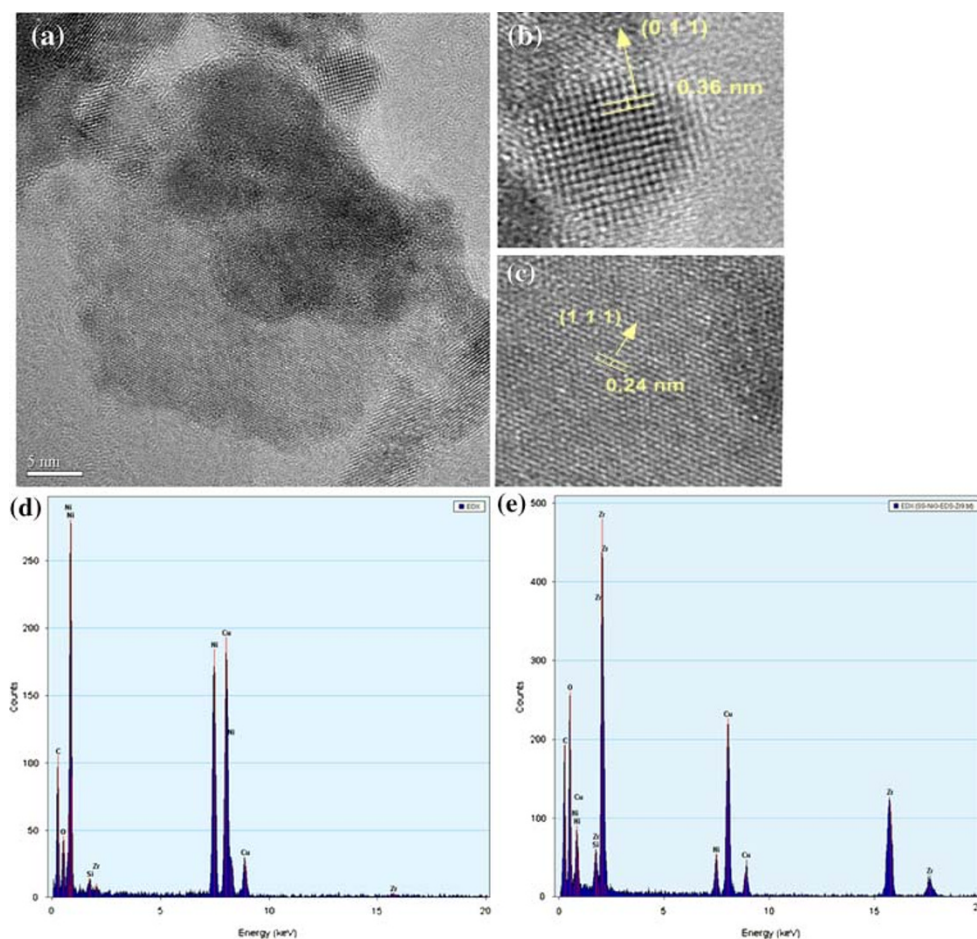 (a)
5 nm
(b)
(0 1 1)
0.36 nm
(c)
(1 1 1)
0.24 nm
(d)
EDX
Ni
Ni
C
O
Si
Zr
Ni
Cu
Ni
Cu
Zr
Counts
250
200
150
100
50
0
0 5 10 15 20
Energy (keV)
(e)
Zr
Zr
Zr
O
C
Cu
Ni
Ni
Zr
Si
Cu
Ni
Cu
Zr
Zr
Counts
500
400
300
200
100
0
0 5 10 15
Energy (keV)